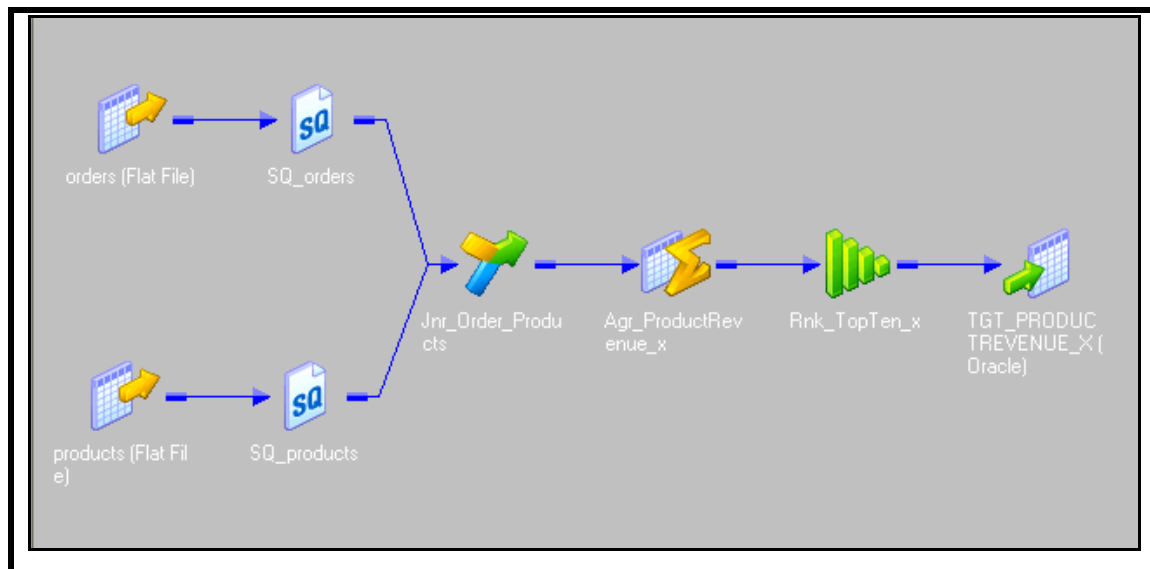 orders (Flat File)
SQ
SQ_orders
Jnr_Order_Produ
cts
Agr_ProductRev
enue_x
Rnk_TopTen_x
TGT_PRODUC
TREVENUE_X (
Oracle)
products (Flat Fil
e)
SQ
SQ_products